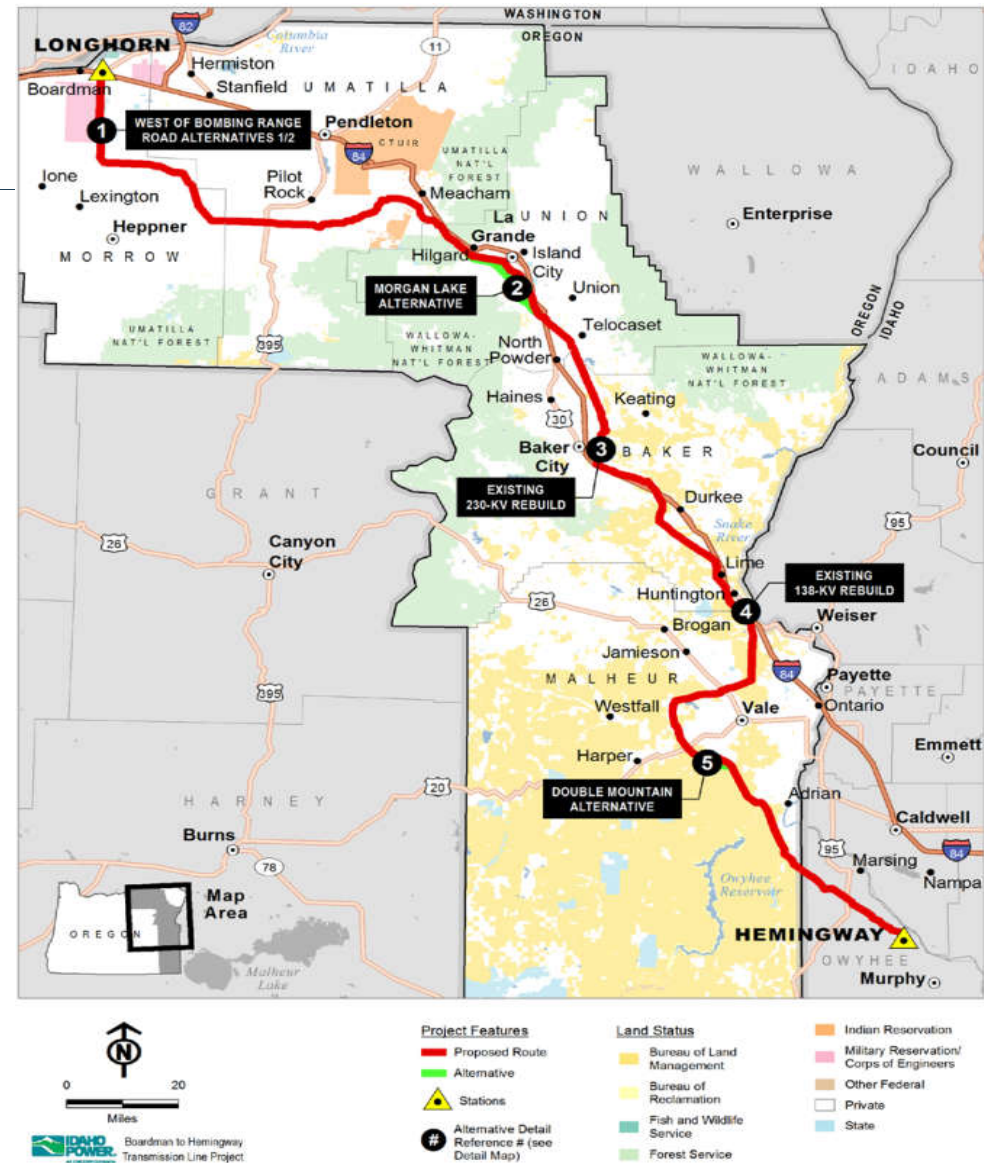 WASHINGTON
OREGON
82
Columbia
River
11
LONGHORN
Hermiston
Boardman
Stanfield
UMATILLA
IDAHO
1
WEST OF BOMBING RANGE
ROAD ALTERNATIVES 1/2
Pendleton
CTUIR
84
UMATILLA
NAT'L
FOREST
WALLOWA
Ione
Lexington
Pilot
Rock
Meacham
Heppner
MORROW
La
Grande
UNION
Enterprise
Hilgard
Island
City
MORGAN LAKE
ALTERNATIVE
2
Union
Telocaset
OREGON
IDAHO
UMATILLA
NAT'L FOREST
395
WALLOWA-
WHITMAN
NAT'L FOREST
North
Powder
WALLOWA-
WHITMAN
NAT'L FOREST
ADAMS
Haines
30
Keating
Baker
City
3
BAKER
Council
EXISTING
230-KV REBUILD
GRANT
Durkee
Snake
River
95
26
Canyon
City
Lime
EXISTING
138-KV REBUILD
Huntington
4
26
Brogan
Weiser
Jamieson
MALHEUR
84
Payette
PAYETTE
395
Westfall
Vale
Ontario
Harper
5
Emmett
DOUBLE MOUNTAIN
ALTERNATIVE
20
HARNEY
Adrian
Burns
Caldwell
78
95
84
Marsing
Nampa
Map
Area
OREGON
Owyhee
Reservoir
HEMINGWAY
OWYHEE
Malheur
Lake
Murphy
N
0 20
Miles
IDAHO
POWER
Boardman to Hemingway
Transmission Line Project
Project Features
Proposed Route
Alternative
Stations
#
Alternative Detail
Reference # (see
Detail Map)
Land Status
Bureau of Land
Management
Bureau of
Reclamation
Fish and Wildlife
Service
Forest Service
Indian Reservation
Military Reservation/
Corps of Engineers
Other Federal
Private
State